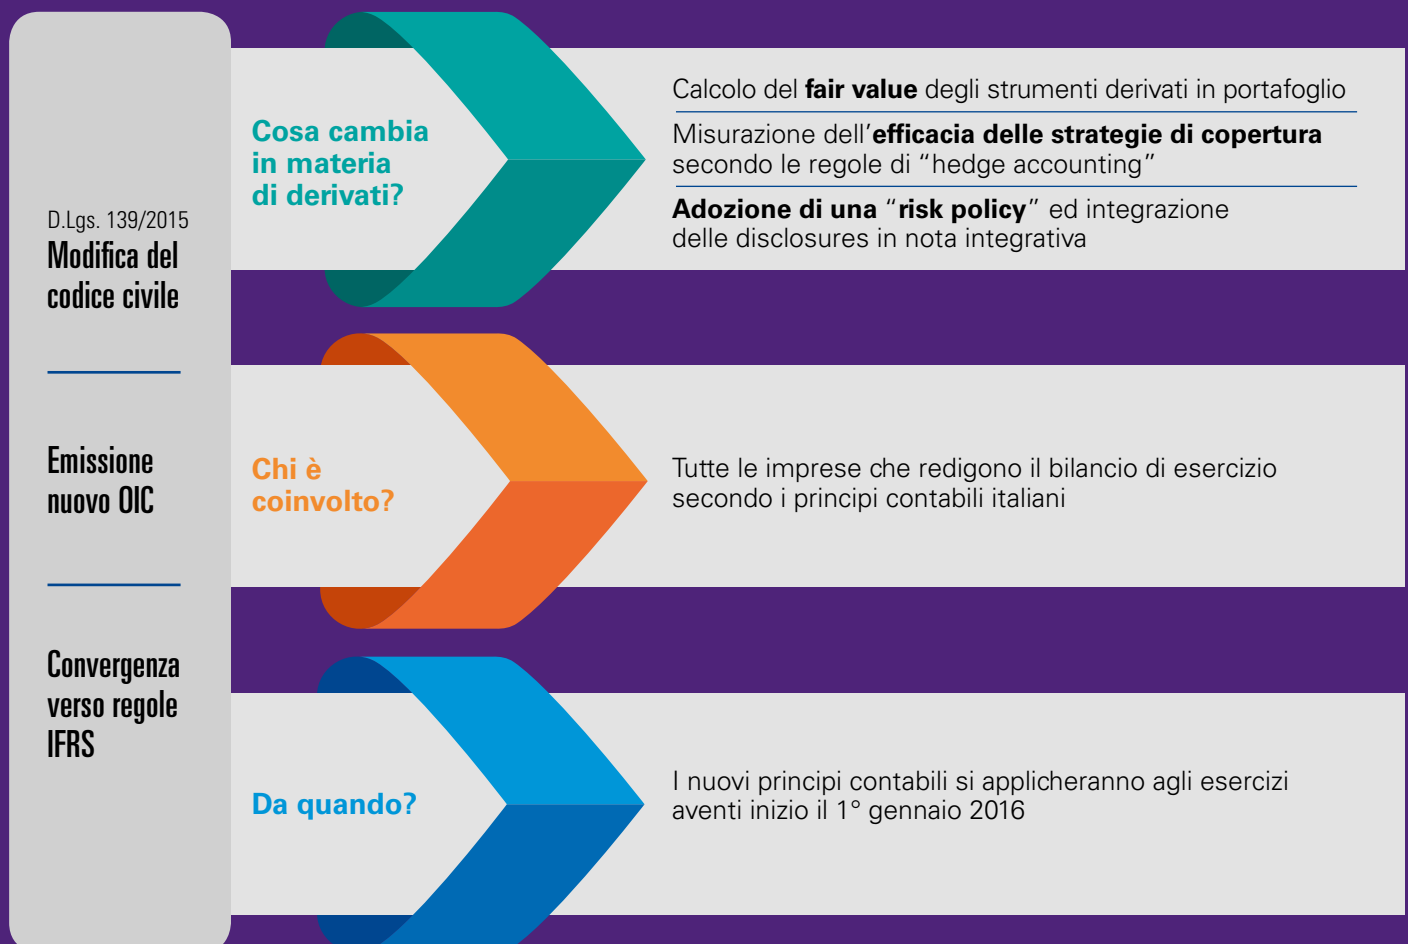 D.Lgs. 139/2015
Modifica del
codice civile
Emissione
nuovo OIC
Convergenza
verso regole
IFRS
Cosa cambia
in materia
di derivati?
Calcolo del fair value degli strumenti derivati in portafoglio
Misurazione dell'efficacia delle strategie di copertura
secondo le regole di “hedge accounting”
Adozione di una “risk policy” ed integrazione
delle disclosures in nota integrativa
Chi è
coinvolto?
Tutte le imprese che redigono il bilancio di esercizio
secondo i principi contabili italiani
Da quando?
I nuovi principi contabili si applicheranno agli esercizi
aventi inizio il 1° gennaio 2016